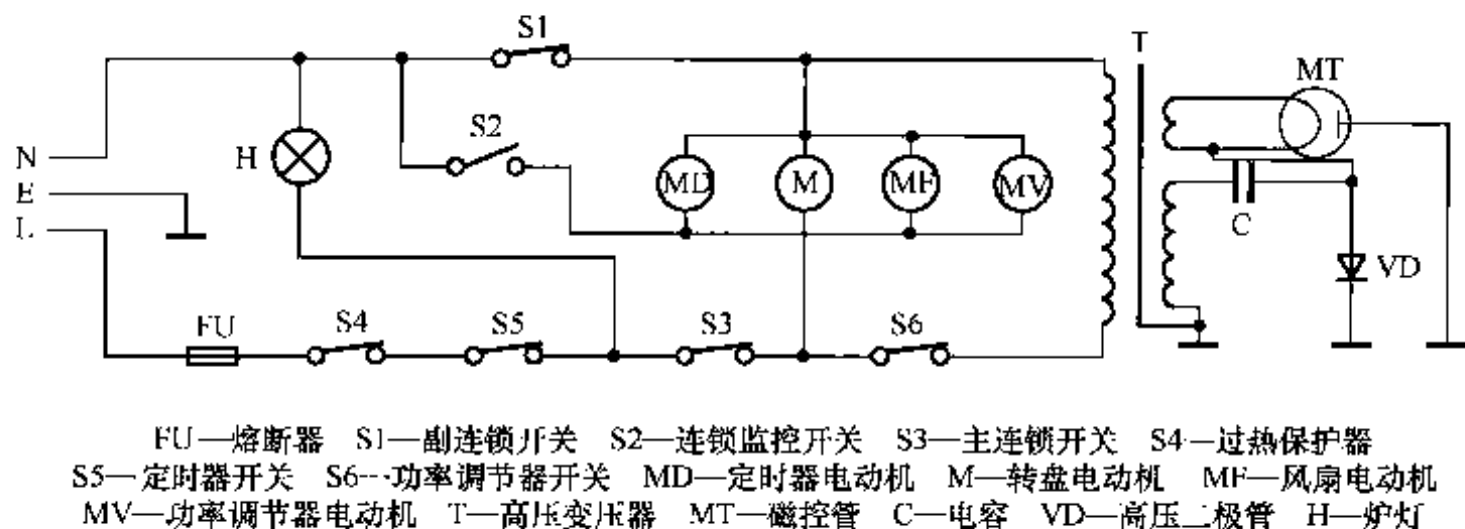 S1
T
MT
S2
N
H
MD
M
MF
MV
E
C
L
VD
FU
S4
S5
S3
S6
FU—熔断器 S1—副连锁开关 S2—连锁监控开关 S3—主连锁开关 S4—过热保护器
S5—定时器开关 S6—功率调节器开关 MD—定时器电动机 M—转盘电动机 MF—风扇电动机
MV—功率调节器电动机 T—高压变压器 MT—磁控管 C—电容 VD—高压二极管 H—炉灯